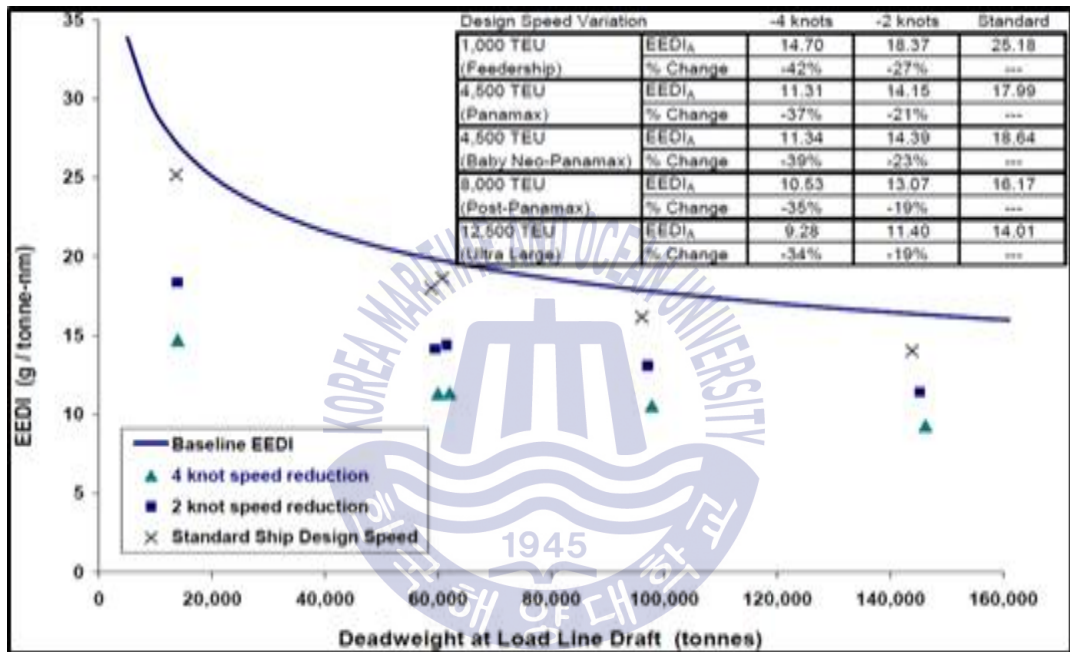 Design Speed Variation -4 knots -2 knots Standard
1,000 TEU EEDIA 14.70 18.37 25.18
(Feedership) % Change -42% -27% ---
4,500 TEU EEDIA 11.31 14.15 17.99
(Panamax) % Change -37% -21% ---
4,500 TEU EEDIA 11.34 14.39 18.64
(Baby Neo-Panamax) % Change -39% -23% ---
8,000 TEU EEDIA 10.53 13.07 16.17
(Post-Panamax) % Change -35% -19% ---
12,500 TEU EEDIA 9.28 11.40 14.01
(Ultra Large) % Change -34% -19% ---
EEDI (g / tonne-nm)
35
30
25
20
15
10
5
0
Baseline EEDI
4 knot speed reduction
2 knot speed reduction
Standard Ship Design Speed
KOREA MARITIME AND OCEAN UNIVERSITY
1945
한국해양대학교
0 20,000 40,000 60,000 80,000 100,000 120,000 140,000 160,000
Deadweight at Load Line Draft (tonnes)